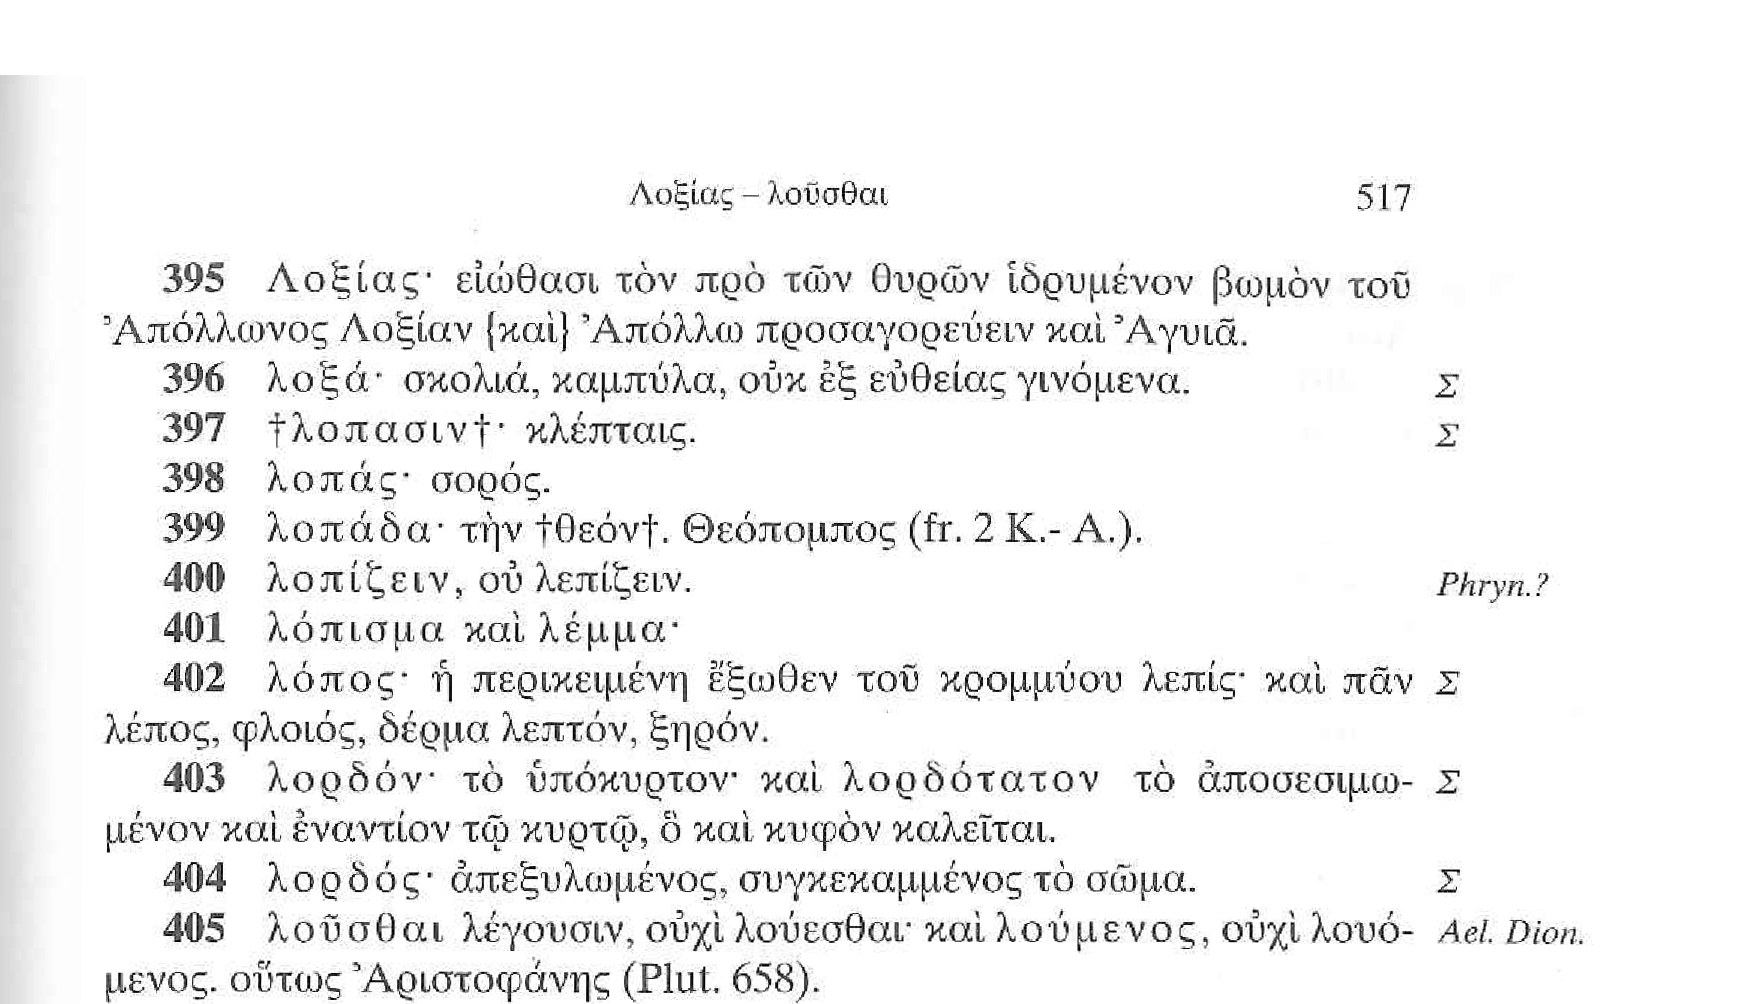 Λοξίας – λοῦσθαι 517
395 Λοξίας· εἰώθασι τὸν πρὸ τῶν θυρῶν ἱδρυμένον βωμὸν τοῦ
Ἀπόλλωνος Λοξίαν {καὶ} Ἀπόλλω προσαγορεύειν καὶ Ἀγυιᾶ.
396 λοξά· σκολιά, καμπύλα, οὐκ ἐξ εὐθείας γινόμενα. Σ
397 †λοπασιν†· κλέπταις. Σ
398 λοπάς· σορός.
399 λοπάδα· τὴν †θεόν†. Θεόπομπος (fr. 2 K.- A.).
400 λοπίζειν, οὐ λεπίζειν. Phryn.?
401 λόπισμα καὶ λέμμα·
402 λόπος· ἡ περικειμένη ἔξωθεν τοῦ κρομμύου λεπίς· καὶ πᾶν Σ
λέπος, φλοιός, δέρμα λεπτόν, ξηρόν.
403 λορδόν· τὸ ὑπόκυρτον· καὶ λορδότατον τὸ ἀποσεσιμω- Σ
μένον καὶ ἐναντίον τῷ κυρτῷ, ὃ καὶ κυφὸν καλεῖται.
404 λορδός· ἀπεξυλωμένος, συγκεκαμμένος τὸ σῶμα. Σ
405 λοῦσθαι λέγουσιν, οὐχὶ λούεσθαι· καὶ λούμενος, οὐχὶ λουό- Ael. Dion.
μενος. οὕτως Ἀριστοφάνης (Plut. 658).